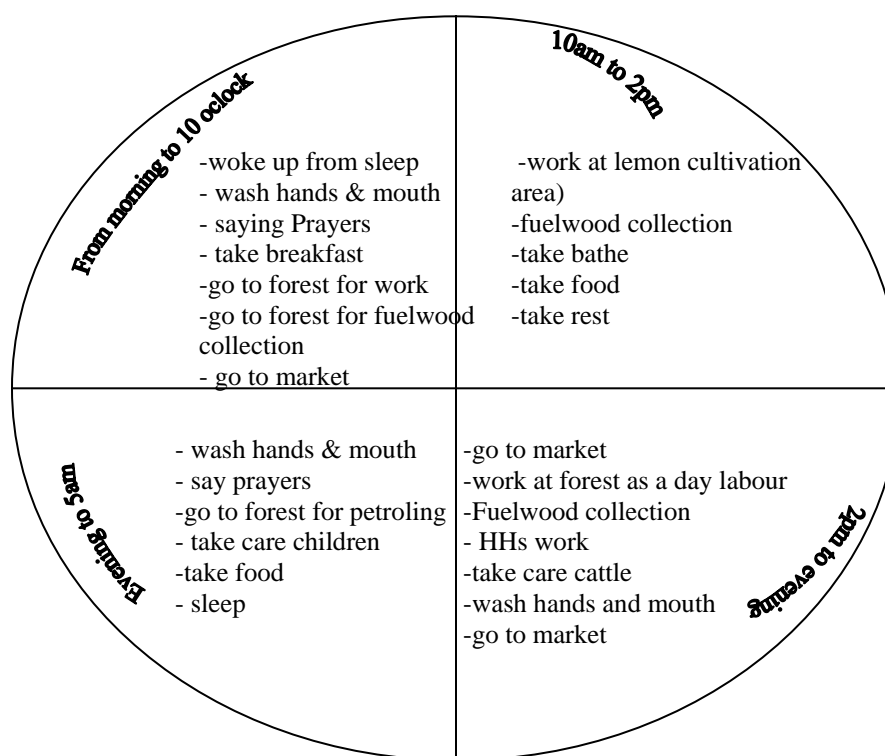 From morning to 10 oclock
-woke up from sleep
- wash hands & mouth
- saying Prayers
- take breakfast
-go to forest for work
-go to forest for fuelwood
collection
- go to market
10am to 2pm
-work at lemon cultivation
area)
-fuelwood collection
-take bathe
-take food
-take rest
Evening to 5am
- wash hands & mouth
- say prayers
-go to forest for petroling
- take care children
-take food
- sleep
2pm to evening
-go to market
-work at forest as a day labour
-Fuelwood collection
- HHs work
-take care cattle
-wash hands and mouth
-go to market